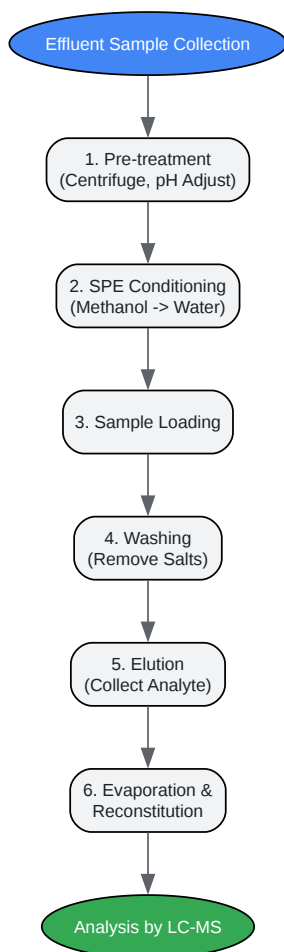 Effluent Sample Collection
1. Pre-treatment
(Centrifuge, pH Adjust)
2. SPE Conditioning
(Methanol -> Water)
3. Sample Loading
4. Washing
(Remove Salts)
5. Elution
(Collect Analyte)
6. Evaporation &
Reconstitution
Analysis by LC-MS